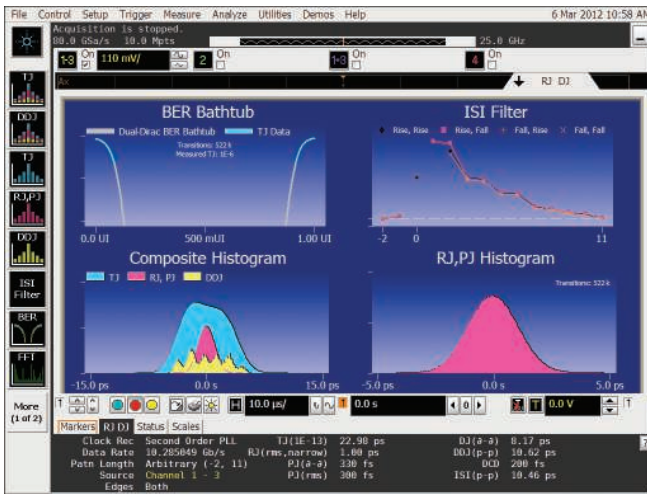 File Control Setup Trigger Measure Analyze Utilities Demos Help 6 Mar 2012 10:58 AM
Acquisition is stopped.
80.0 GSa/s 10.0 Mpts 25.0 GHz
1-3 On 110 mV/ 2 On 1-3 On 4 On
RJ DJ
TJ
DDJ
TJ
RJ,PJ
DDJ
ISI
Filter
BER
FFT
More
(1 of 2)
BER Bathtub
Dual-Dirac BER Bathtub TJ Data
Transitions: 522 k
Measured TJ: 1E-6
0.0 UI 500 mUI 1.00 UI
ISI Filter
Rise, Rise Rise, Fall Fall, Rise Fall, Fall
-2 0 11
Composite Histogram
TJ RJ, PJ DDJ
-15.0 ps 0.0 s 15.0 ps
RJ,PJ Histogram
Transitions: 522 k
-5.0 ps 0.0 s 5.0 ps
H 10.0 µs/ 0.0 s 0 T 0.0 V
Markers RJ DJ Status Scales
Clock Rec Second Order PLL TJ(1E-13) 22.98 ps DJ(∂-∂) 8.17 ps
Data Rate 10.285049 Gb/s RJ(rms,narrow) 1.00 ps DDJ(p-p) 10.62 ps
Patn Length Arbitrary (-2, 11) PJ(∂-∂) 330 fs DCD 200 fs
Source Channel 1 - 3 PJ(rms) 300 fs ISI(p-p) 10.46 ps
Edges Both